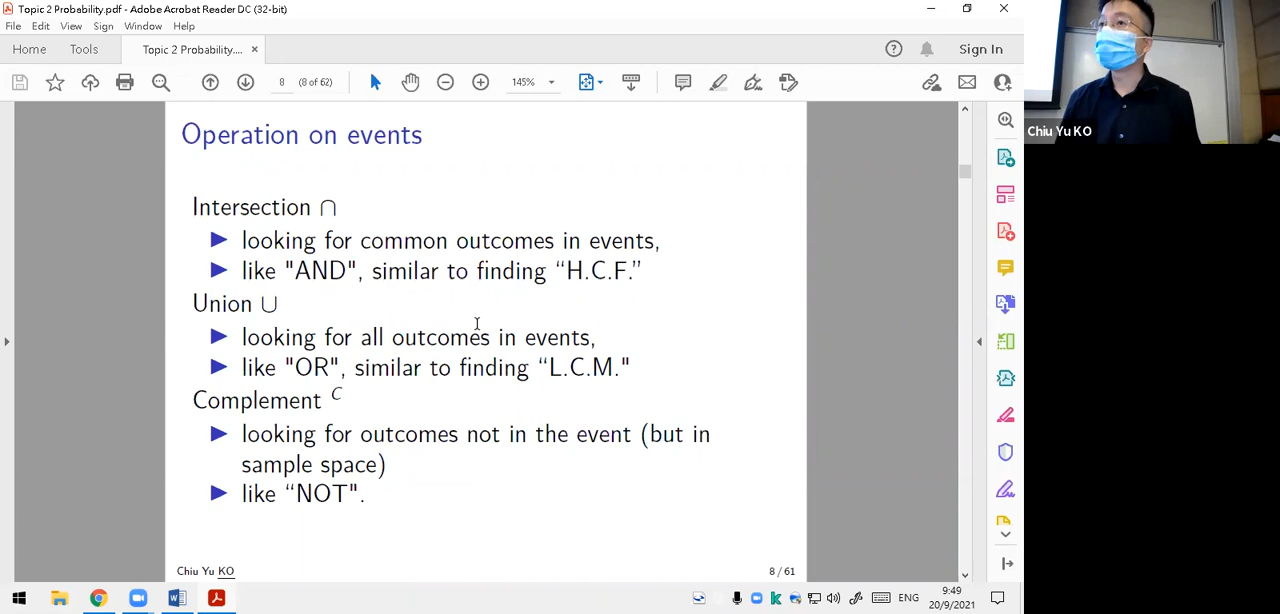 Topic 2 Probability.pdf - Adobe Acrobat Reader DC (32-bit)
File Edit View Sign Window Help
Home Tools Topic 2 Probability.... × Sign In
8 (8 of 62) 145%
Chiu Yu KO
Operation on events
Intersection ∩
▶ looking for common outcomes in events,
▶ like "AND", similar to finding “H.C.F.”
Union ∪
▶ looking for all outcomes in events,
▶ like "OR", similar to finding “L.C.M."
Complement C
▶ looking for outcomes not in the event (but in
sample space)
▶ like “NOT".
Chiu Yu KO 8 / 61
ENG
9:49
20/9/2021